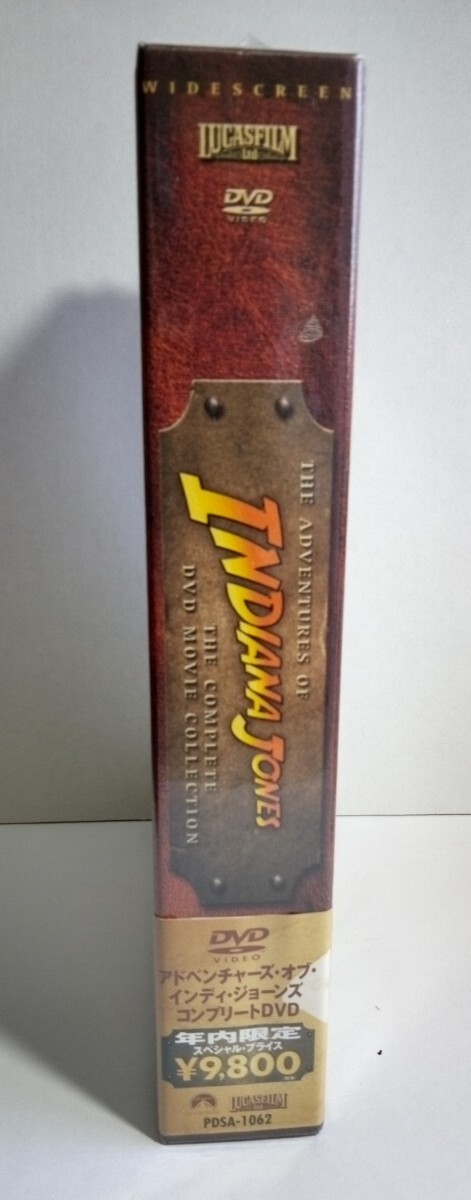 WIDESCREEN
LUCASFILM
Ltd
DVD
VIDEO
THE ADVENTURES OF
INDIANA JONES
THE COMPLETE
DVD MOVIE COLLECTION
DVD
VIDEO
アドベンチャーズ・オブ・
インディ・ジョーンズ
コンプリートDVD
年内限定
スペシャル・プライス
¥9,800
LUCASFILM
PDSA-1062